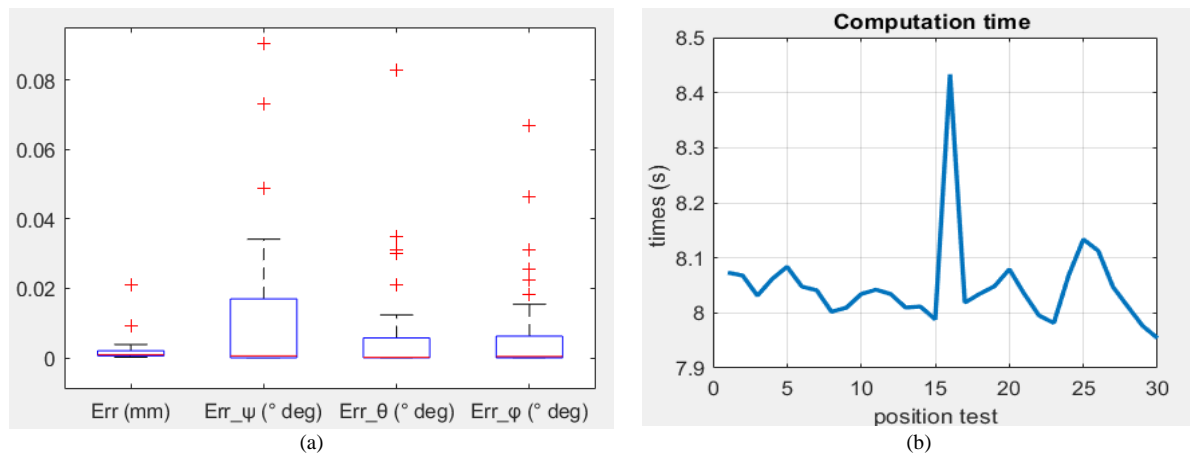 0.08
0.06
0.04
0.02
0
Err (mm) Err_ψ (° deg) Err_θ (° deg) Err_φ (° deg)
(a)
Computation time
8.5
8.4
8.3
8.2
8.1
8
7.9
times (s)
0 5 10 15 20 25 30
position test
(b)